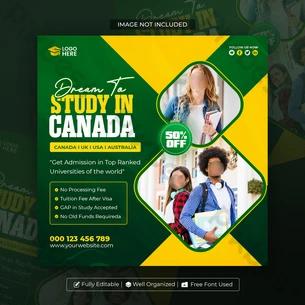 IMAGE NOT INCLUDED
LOGO
HERE
FOLLOW US
Dream To
STUDY IN
CANADA
CANADA | UK | USA | AUSTRALIA
50%
OFF
"Get Admission in Top Ranked
Universities of the world"
No Processing Fee
Tuition Fee After Visa
GAP in Study Accepted
No Old Funds Requireda
000 123 456 789
www.yourwebsite.com
Fully Editable
Well Organized
Free Font Used